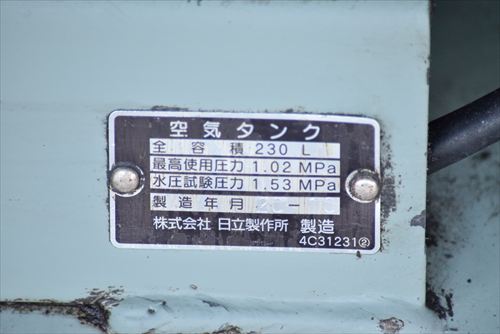 空気タンク
全容積 230 L
最高使用圧力 1.02 MPa
水圧試験圧力 1.53 MPa
製造年月
株式会社 日立製作所 製造
4C31231②